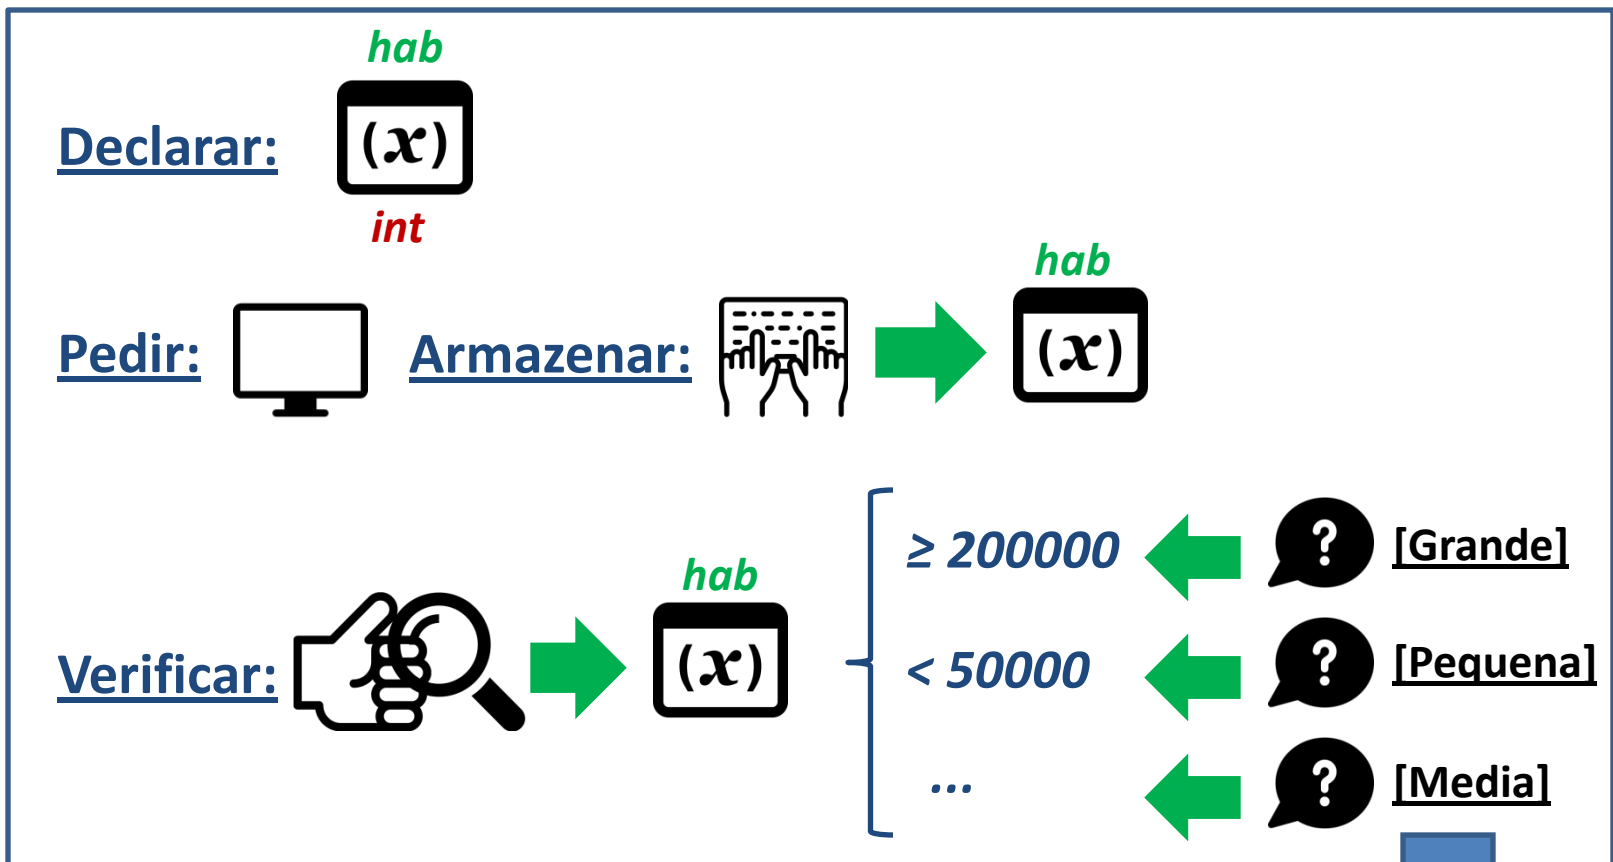 hab
Declarar:
(x)
int
hab
Pedir:
Armazenar:
(x)
≥ 200000
?
[Grande]
hab
Verificar:
(x)
< 50000
?
[Pequena]
...
?
[Media]